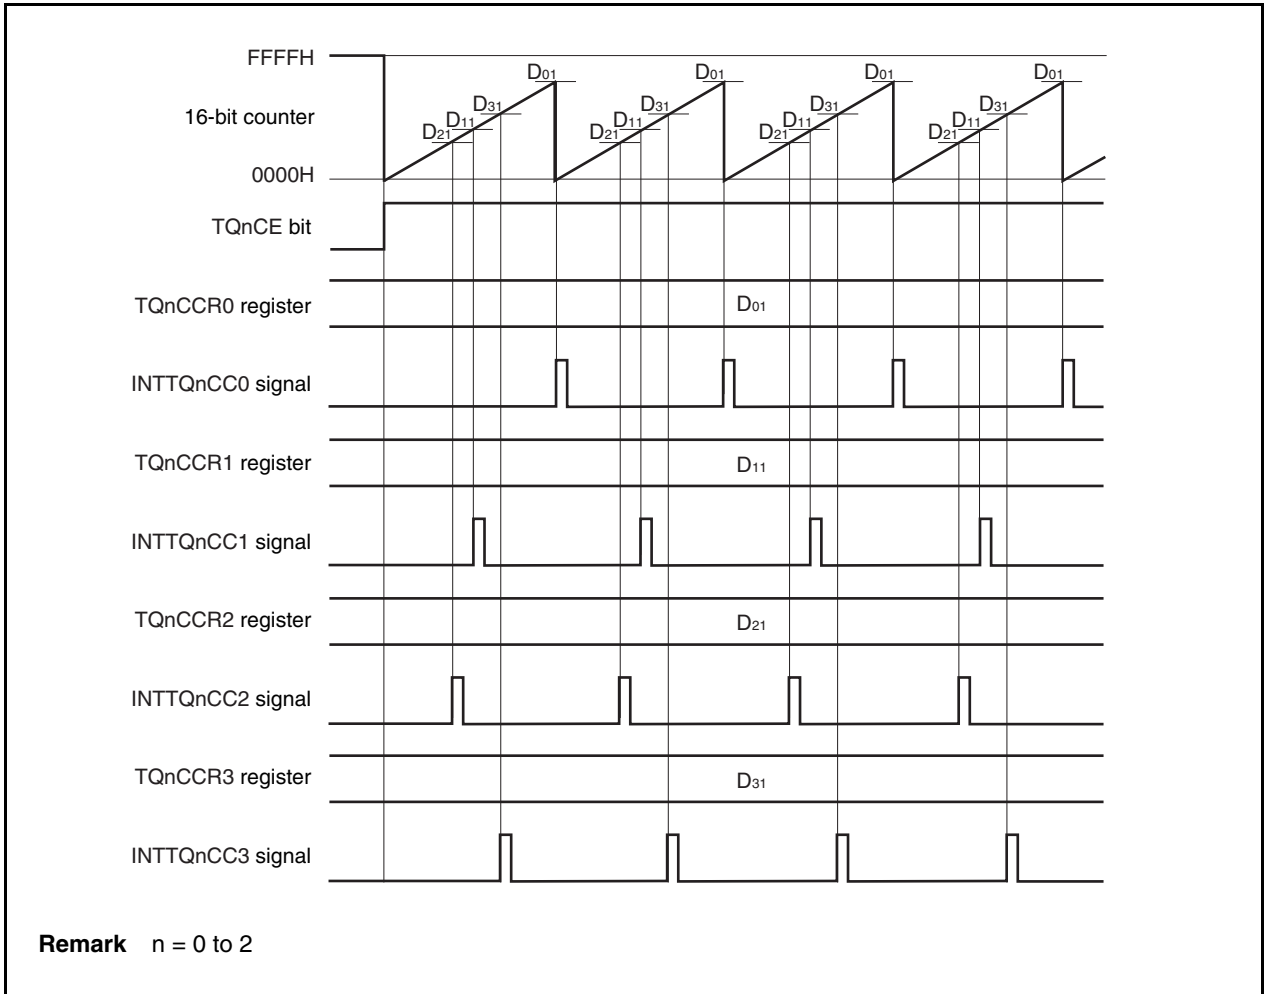 FFFFH
D01 D01 D01 D01
16-bit counter
D31 D31 D31 D31
D11 D11 D11 D11
D21 D21 D21 D21
0000H
TQnCE bit
TQnCCR0 register
D01
INTTQnCC0 signal
TQnCCR1 register
D11
INTTQnCC1 signal
TQnCCR2 register
D21
INTTQnCC2 signal
TQnCCR3 register
D31
INTTQnCC3 signal
Remark n = 0 to 2